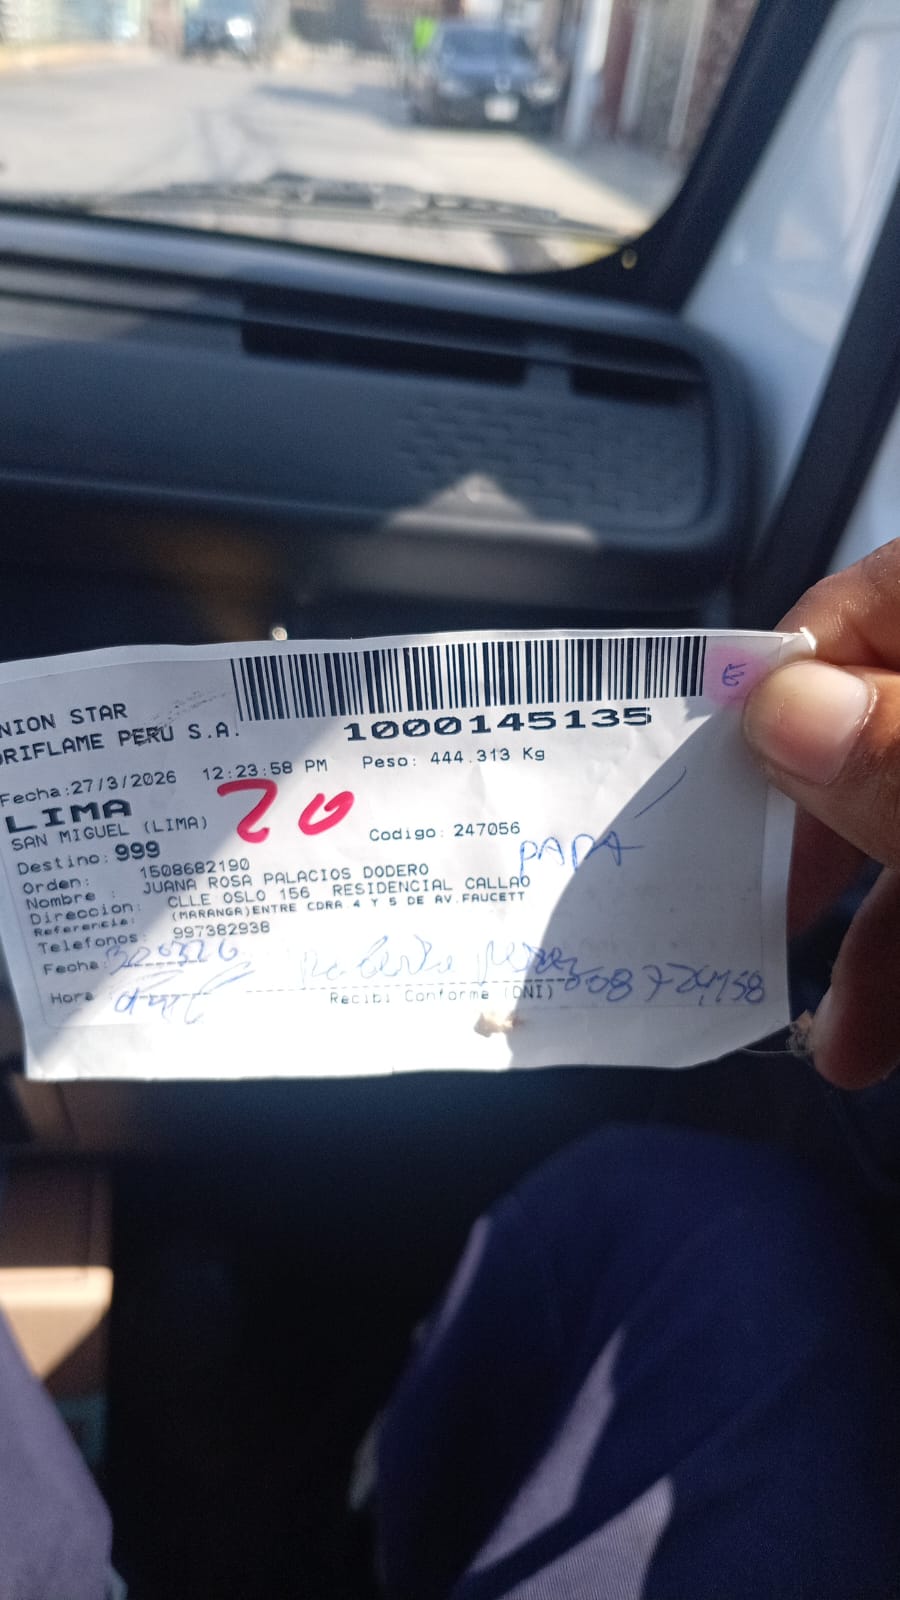 NION STAR
ORIFLAME PERU S.A.
1000145135
Fecha:27/3/2026 12:23:58 PM Peso: 444.313 Kg
LIMA
20
SAN MIGUEL (LIMA)
Codigo: 247056
Destino: 999
PAPA
Orden: 1508682190
Nombre : JUANA ROSA PALACIOS DODERO
Direccion: CLLE OSLO 156 RESIDENCIAL CALLAO
Referencia: (MARANGA)ENTRE CDRA 4 Y 5 DE AV.FAUCETT
Telefonos: 997382938
Fecha:
Hora
Recibi Conforme (DNI)
E